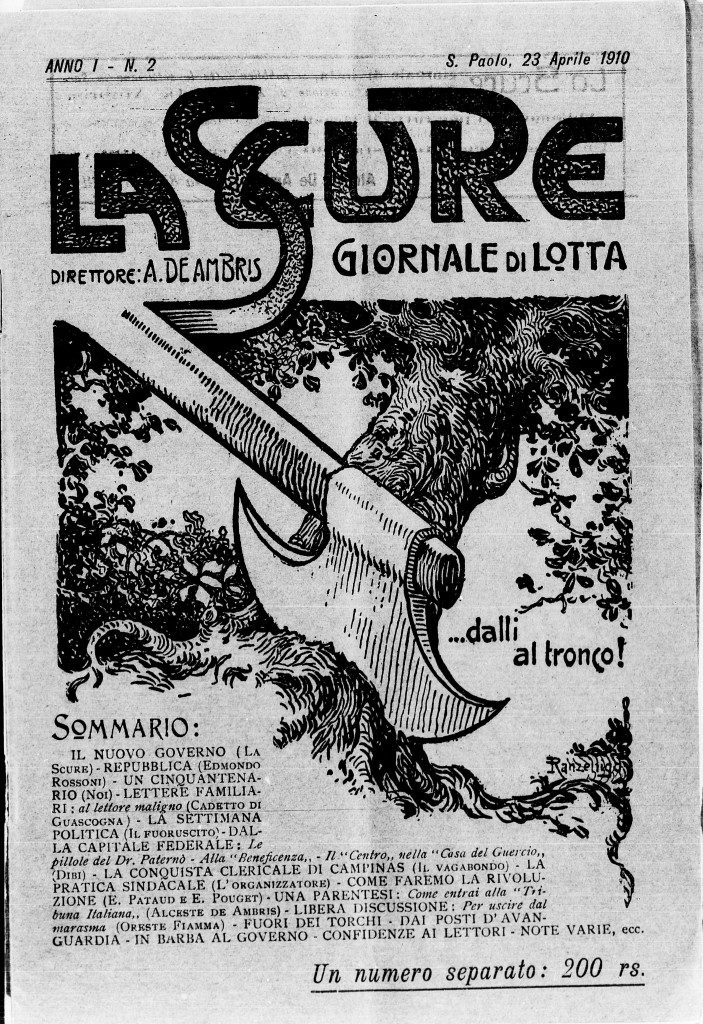 ANNO I - N. 2
S. Paolo, 23 Aprile 1910
LA SCURE
DIRETTORE: A. DE AMBRIS
GIORNALE DI LOTTA
...dalli
al tronco!
SOMMARIO:
IL NUOVO GOVERNO (LA
SCURE) - REPUBBLICA (EDMONDO
ROSSONI) - UN CINQUANTENA-
RIO (NOI) - LETTERE FAMILIA-
RI: al lettore maligno (CADETTO DI
GUASCOGNA) - LA SETTIMANA
POLITICA (IL FUORUSCITO) - DAL-
LA CAPITALE FEDERALE: Le
pillole del Dr. Paternò - Alla "Beneficenza,, - Il "Centro,, nella "Casa del Guercio,,
(DIBI) - LA CONQUISTA CLERICALE DI CAMPINAS (IL VAGABONDO) - LA
PRATICA SINDACALE (L'ORGANIZZATORE) - COME FAREMO LA RIVOLU-
ZIONE (E. PATAUD E E. POUGET) - UNA PARENTESI: Come entrai alla "Tri-
buna Italiana,, (ALCESTE DE AMBRIS) - LIBERA DISCUSSIONE: Per uscire dal
marasma (ORESTE FIAMMA) - FUORI DEI TORCHI - DAI POSTI D'AVAN-
GUARDIA - IN BARBA AL GOVERNO - CONFIDENZE AI LETTORI - NOTE VARIE, ecc.
Un numero separato: 200 rs.